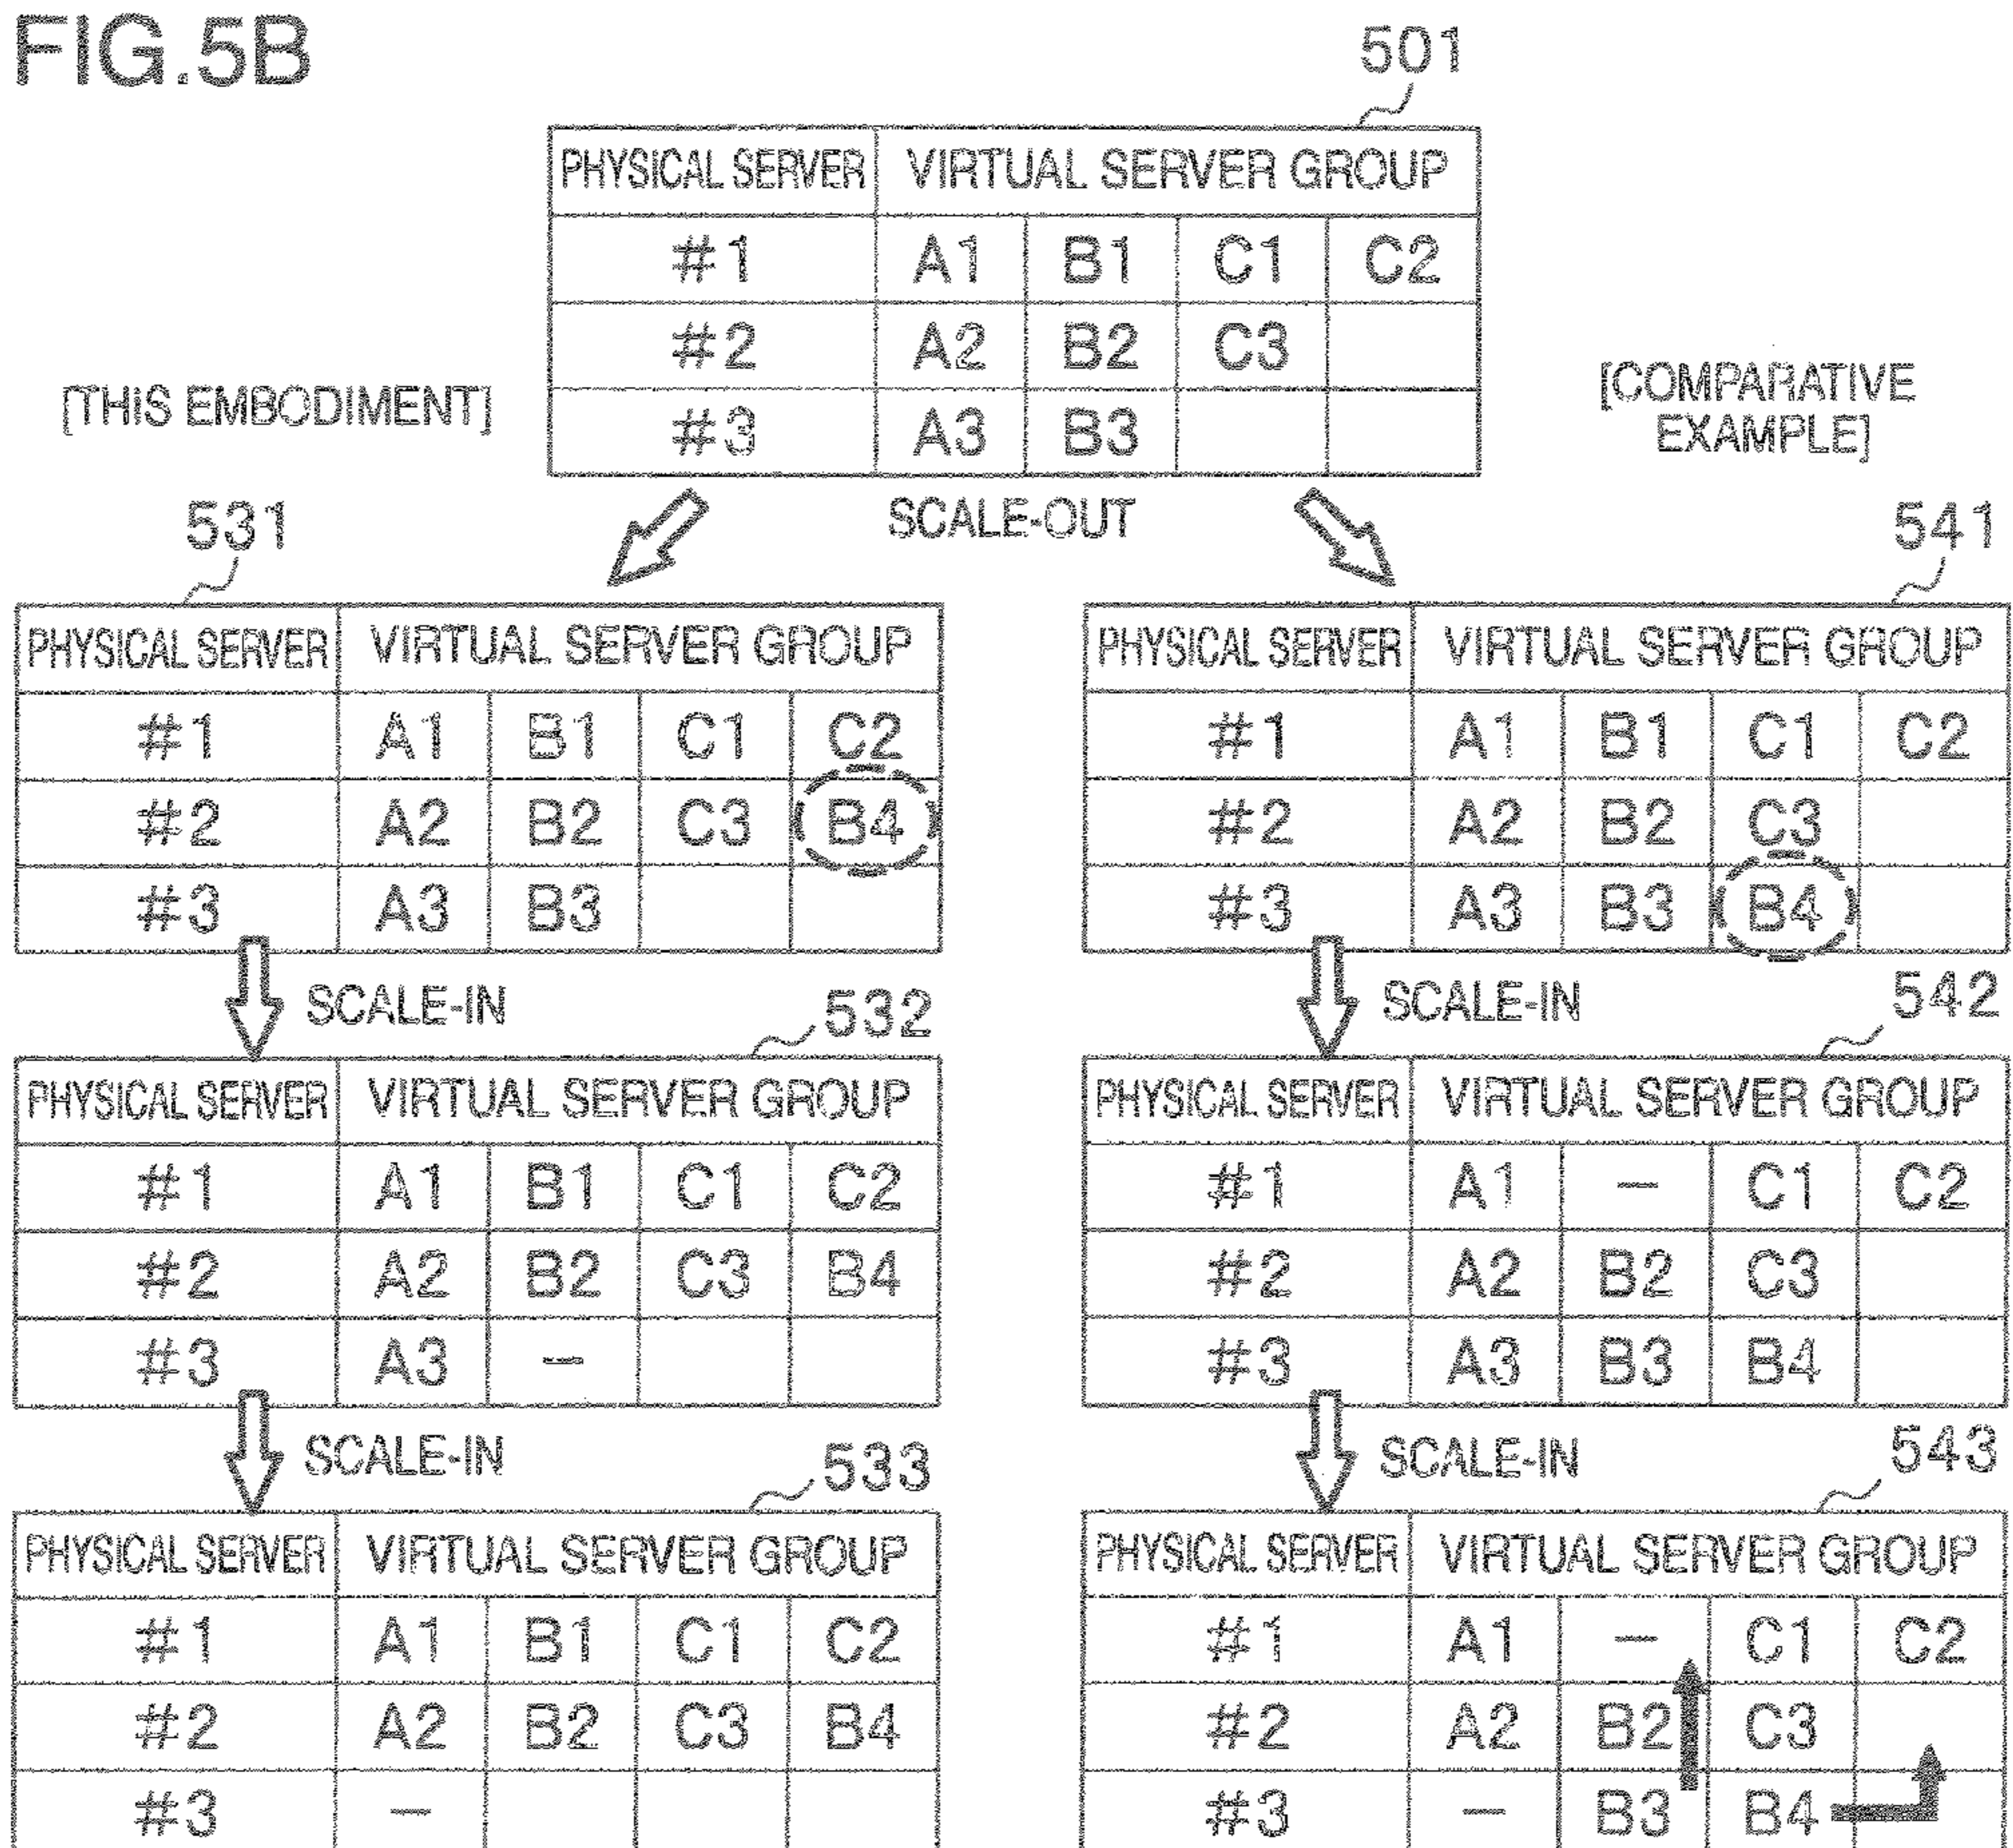 FIG.5B
501
PHYSICAL SERVER VIRTUAL SERVER GROUP
#1 A1 B1 C1 C2
#2 A2 B2 C3
#3 A3 B3
[THIS EMBODIMENT]
[COMPARATIVE
EXAMPLE]
SCALE-OUT
531
PHYSICAL SERVER VIRTUAL SERVER GROUP
#1 A1 B1 C1 C2
#2 A2 B2 C3 B4
#3 A3 B3
541
PHYSICAL SERVER VIRTUAL SERVER GROUP
#1 A1 B1 C1 C2
#2 A2 B2 C3
#3 A3 B3 B4
SCALE-IN
532
PHYSICAL SERVER VIRTUAL SERVER GROUP
#1 A1 B1 C1 C2
#2 A2 B2 C3 B4
#3 A3 –
SCALE-IN
542
PHYSICAL SERVER VIRTUAL SERVER GROUP
#1 A1 – C1 C2
#2 A2 B2 C3
#3 A3 B3 B4
SCALE-IN
533
PHYSICAL SERVER VIRTUAL SERVER GROUP
#1 A1 B1 C1 C2
#2 A2 B2 C3 B4
#3 –
SCALE-IN
543
PHYSICAL SERVER VIRTUAL SERVER GROUP
#1 A1 – C1 C2
#2 A2 B2 C3
#3 – B3 B4